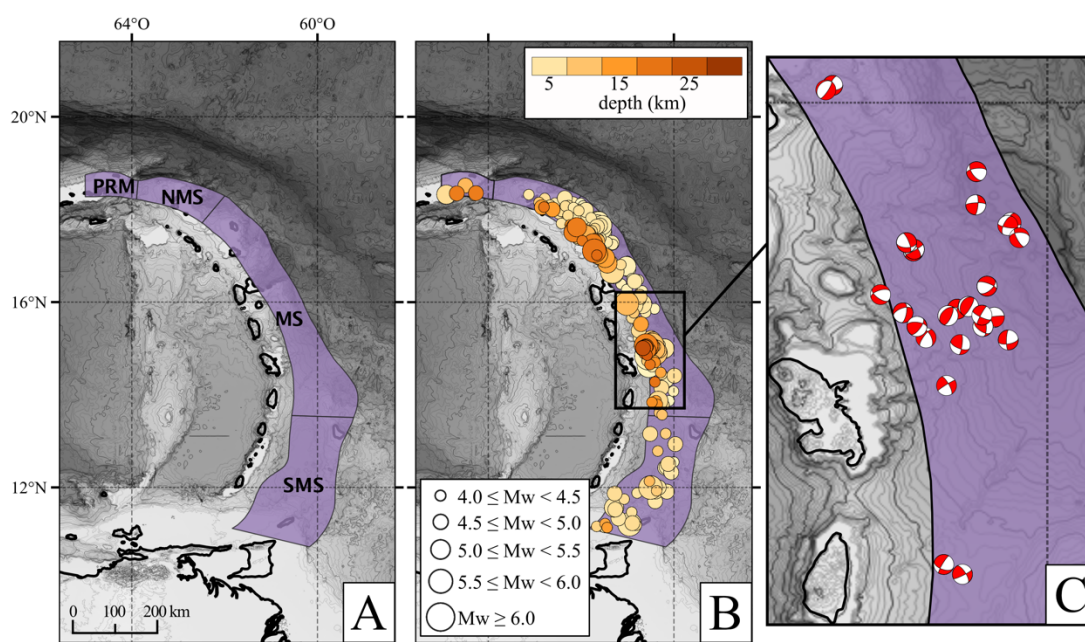 64°O
60°O
20°N
16°N
12°N
PRM
NMS
MS
SMS
0 100 200 km
A
5 15 25
depth (km)
4.0 ≤ Mw < 4.5
4.5 ≤ Mw < 5.0
5.0 ≤ Mw < 5.5
5.5 ≤ Mw < 6.0
Mw ≥ 6.0
B
C